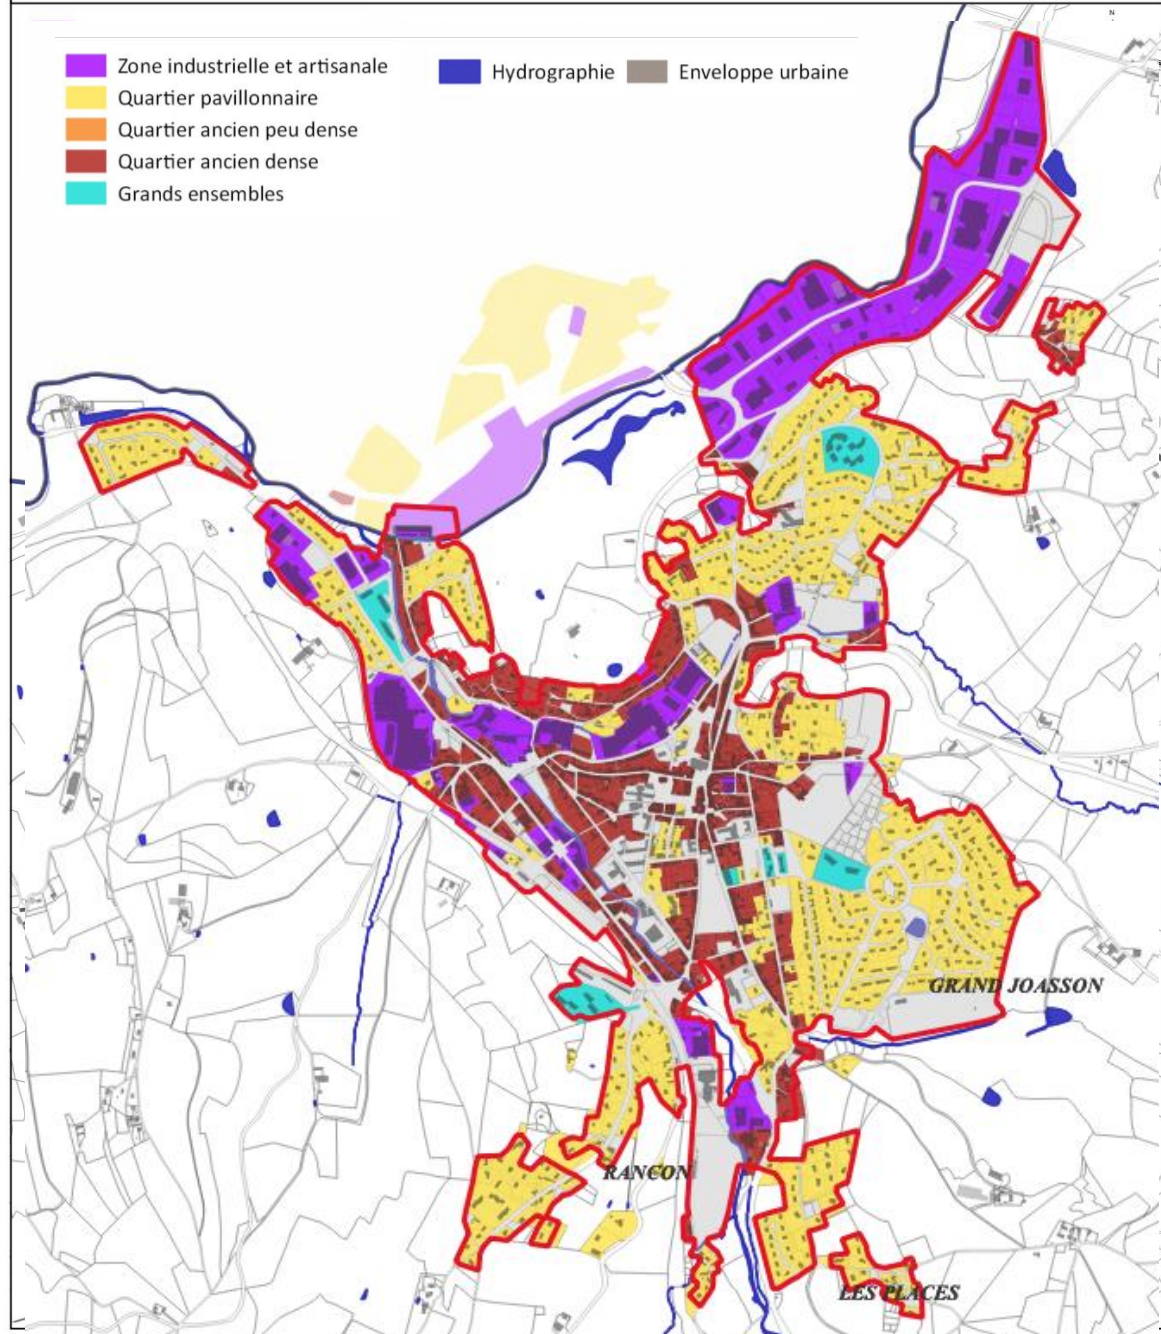 N
Zone industrielle et artisanale
Hydrographie
Enveloppe urbaine
Quartier pavillonnaire
Quartier ancien peu dense
Quartier ancien dense
Grands ensembles
GRAND JOASSON
RANCON
LES PLACES